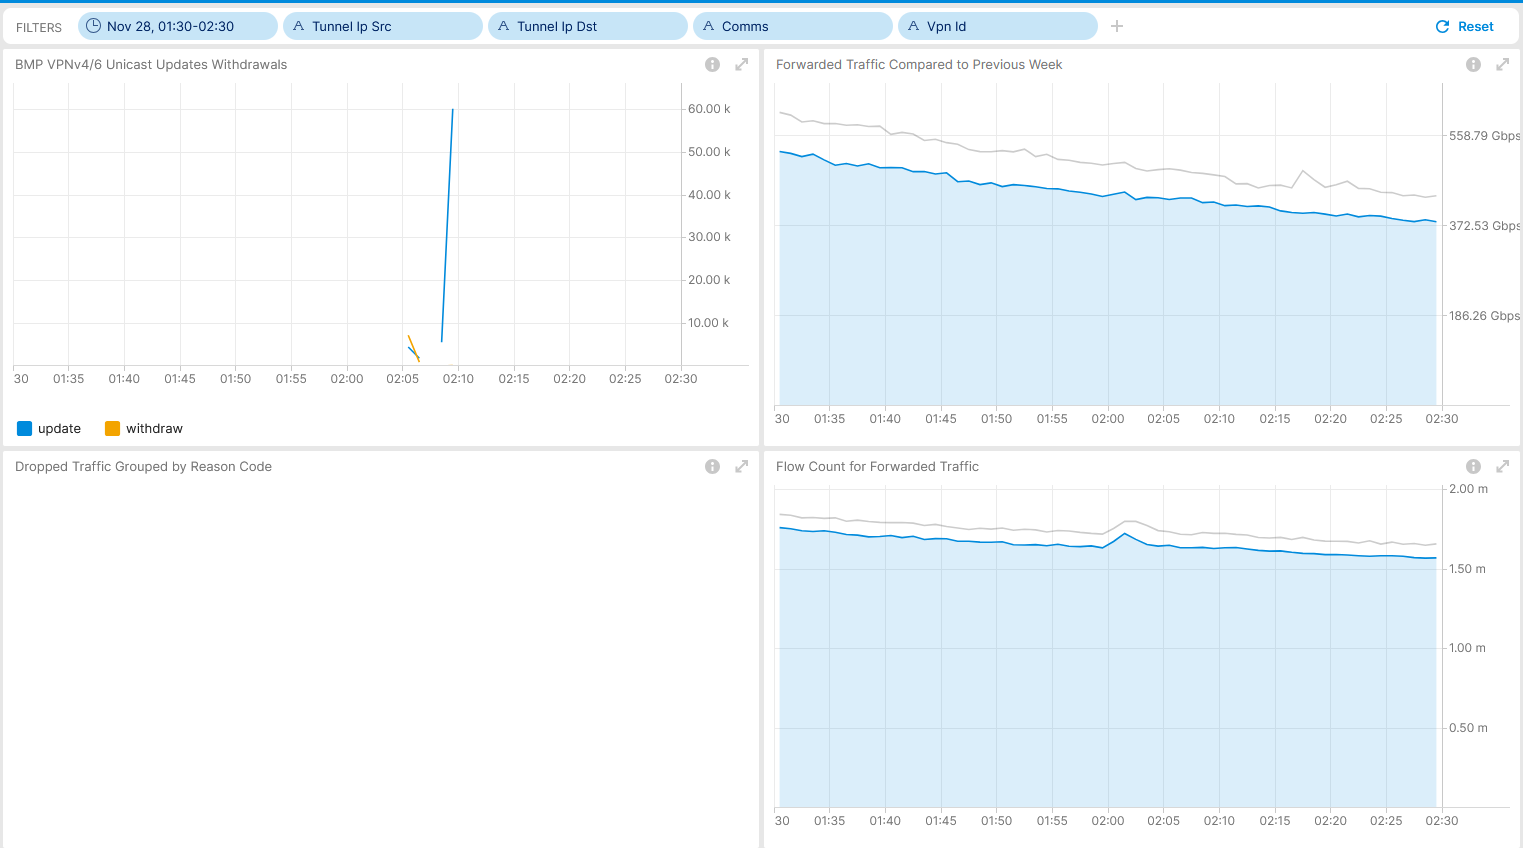 FILTERS Nov 28, 01:30-02:30 A Tunnel Ip Src A Tunnel Ip Dst A Comms A Vpn Id + Reset
BMP VPNv4/6 Unicast Updates Withdrawals
60.00 k
50.00 k
40.00 k
30.00 k
20.00 k
10.00 k
30 01:35 01:40 01:45 01:50 01:55 02:00 02:05 02:10 02:15 02:20 02:25 02:30
update withdraw
Forwarded Traffic Compared to Previous Week
558.79 Gbps
372.53 Gbps
186.26 Gbps
30 01:35 01:40 01:45 01:50 01:55 02:00 02:05 02:10 02:15 02:20 02:25 02:30
Dropped Traffic Grouped by Reason Code
Flow Count for Forwarded Traffic
2.00 m
1.50 m
1.00 m
0.50 m
30 01:35 01:40 01:45 01:50 01:55 02:00 02:05 02:10 02:15 02:20 02:25 02:30